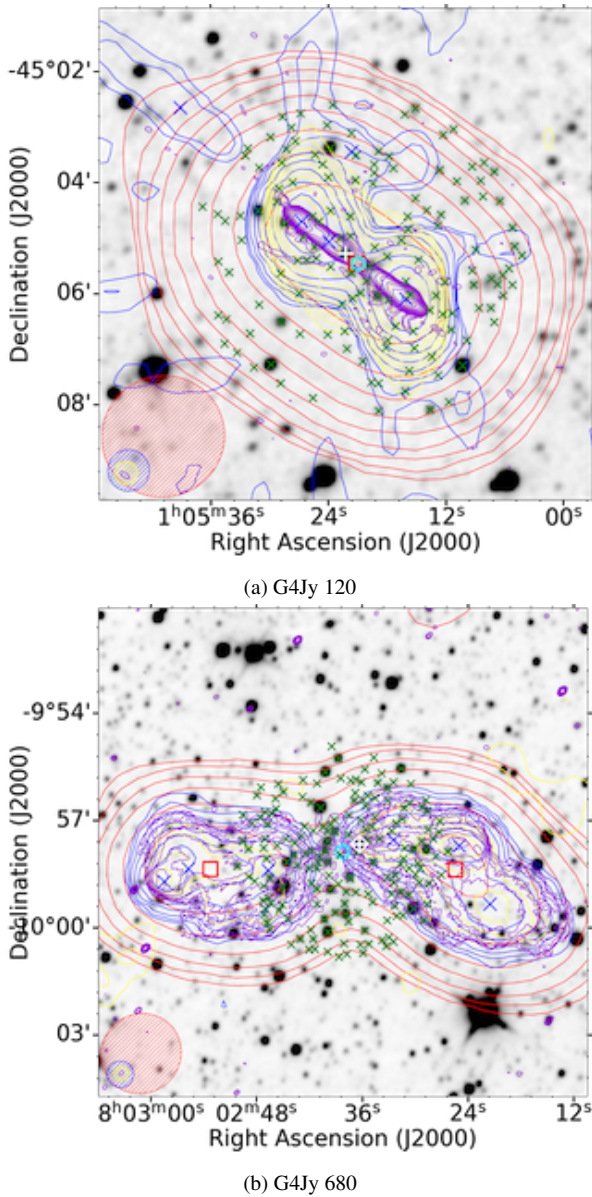 -45°02'
04'
06'
08'
Declination (J2000)
1ʰ05ᵐ36ˢ 24ˢ 12ˢ 00ˢ
Right Ascension (J2000)
(a) G4Jy 120
-9°54'
57'
-10°00'
03'
Declination (J2000)
8ʰ03ᵐ00ˢ 02ᵐ48ˢ 36ˢ 24ˢ 12ˢ
Right Ascension (J2000)
(b) G4Jy 680